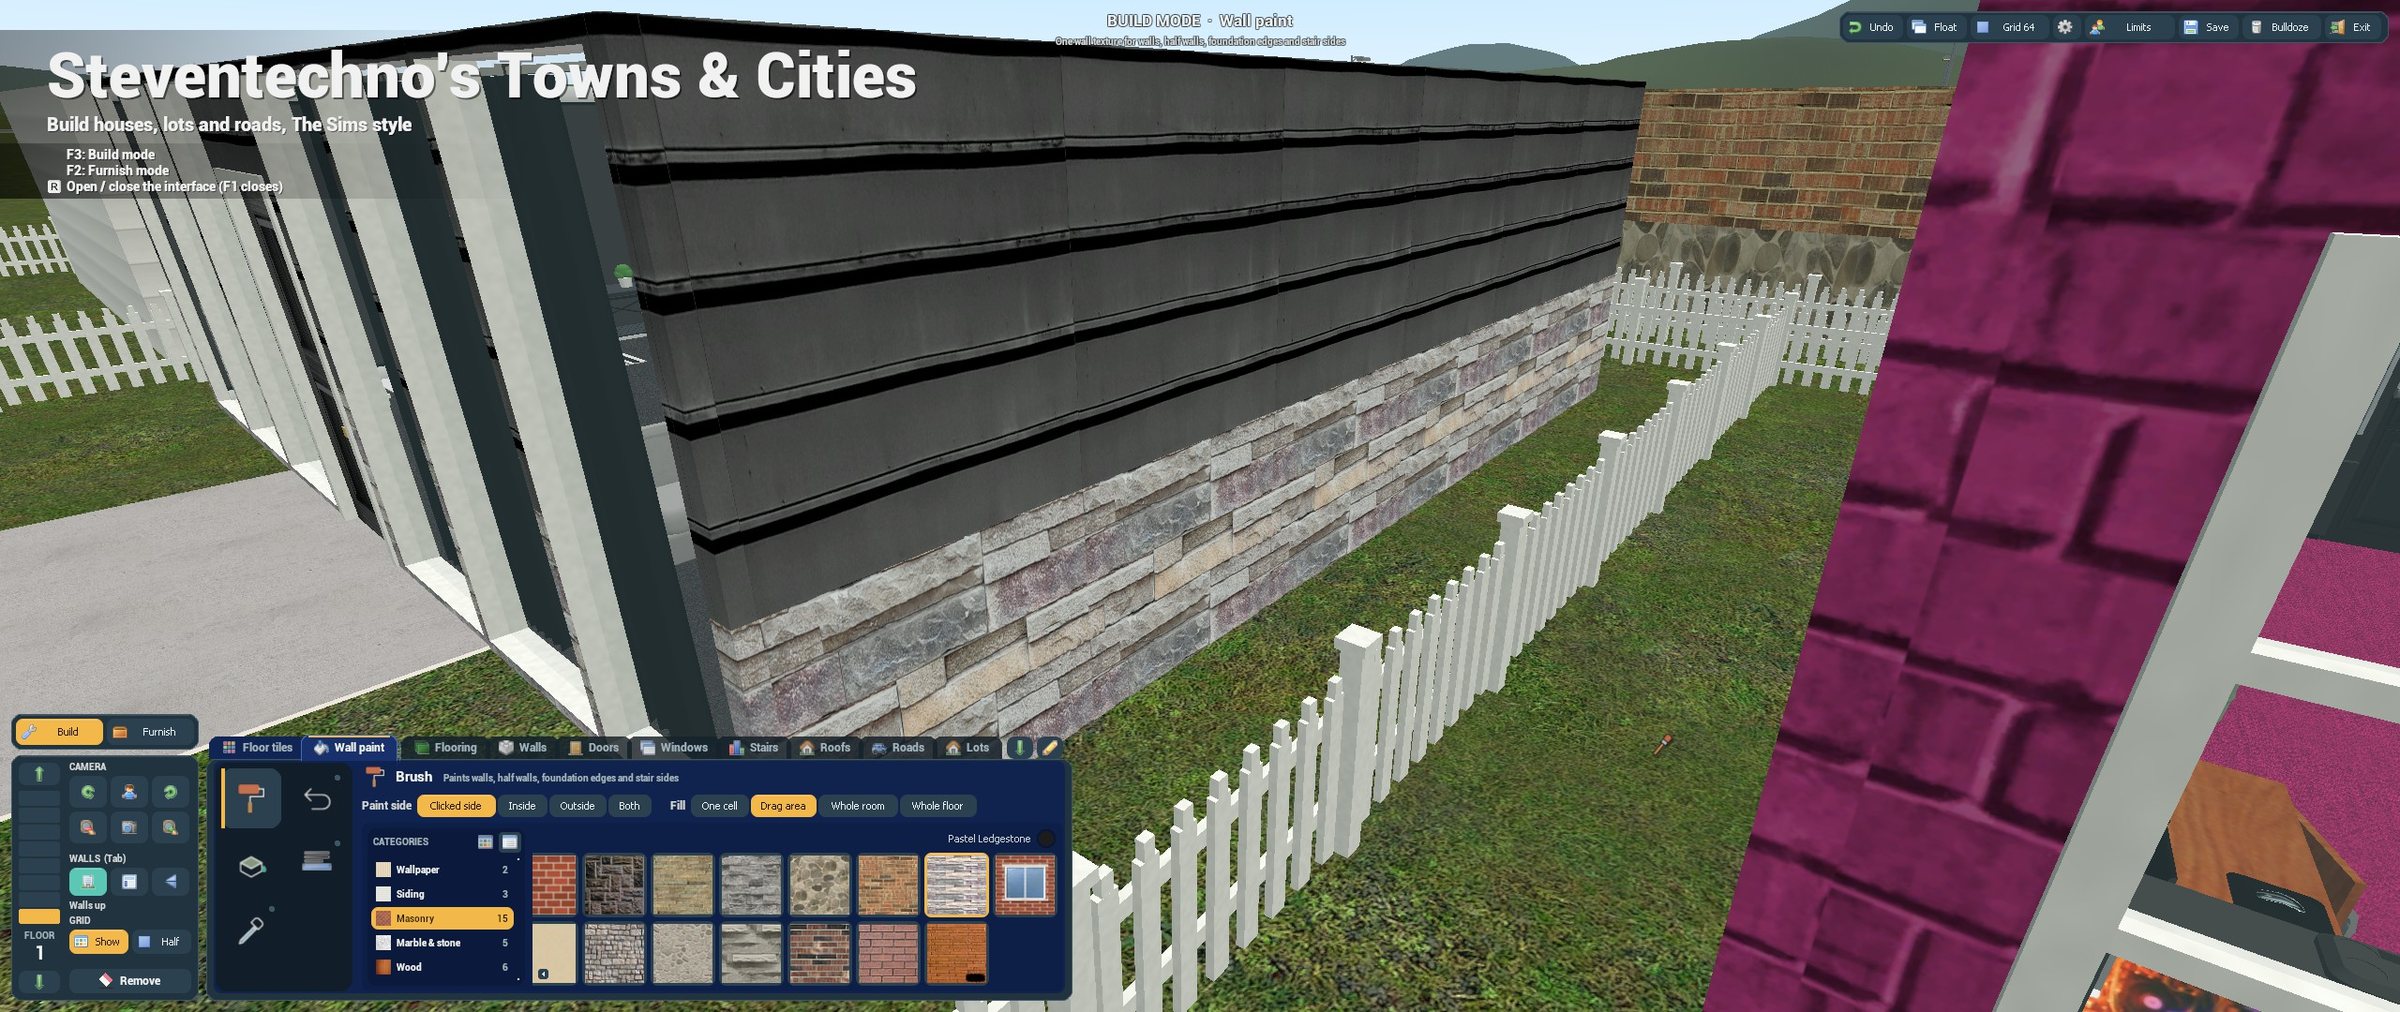 BUILD MODE · Wall paint
One wall texture for walls, half walls, foundation edges and stair sides
Undo
Float
Grid 64
Limits
Save
Bulldoze
Exit
Steventechno's Towns & Cities
Build houses, lots and roads, The Sims style
F3: Build mode
F2: Furnish mode
R Open / close the interface (F1 closes)
Build
Furnish
CAMERA
WALLS (Tab)
Walls up
GRID
Show
Half
FLOOR
1
Remove
Floor tiles
Wall paint
Flooring
Walls
Doors
Windows
Stairs
Roofs
Roads
Lots
Brush Paints walls, half walls, foundation edges and stair sides
Paint side Clicked side Inside Outside Both Fill One cell Drag area Whole room Whole floor
CATEGORIES
Pastel Ledgestone
Wallpaper 2
Siding 3
Masonry 15
Marble & stone 5
Wood 6